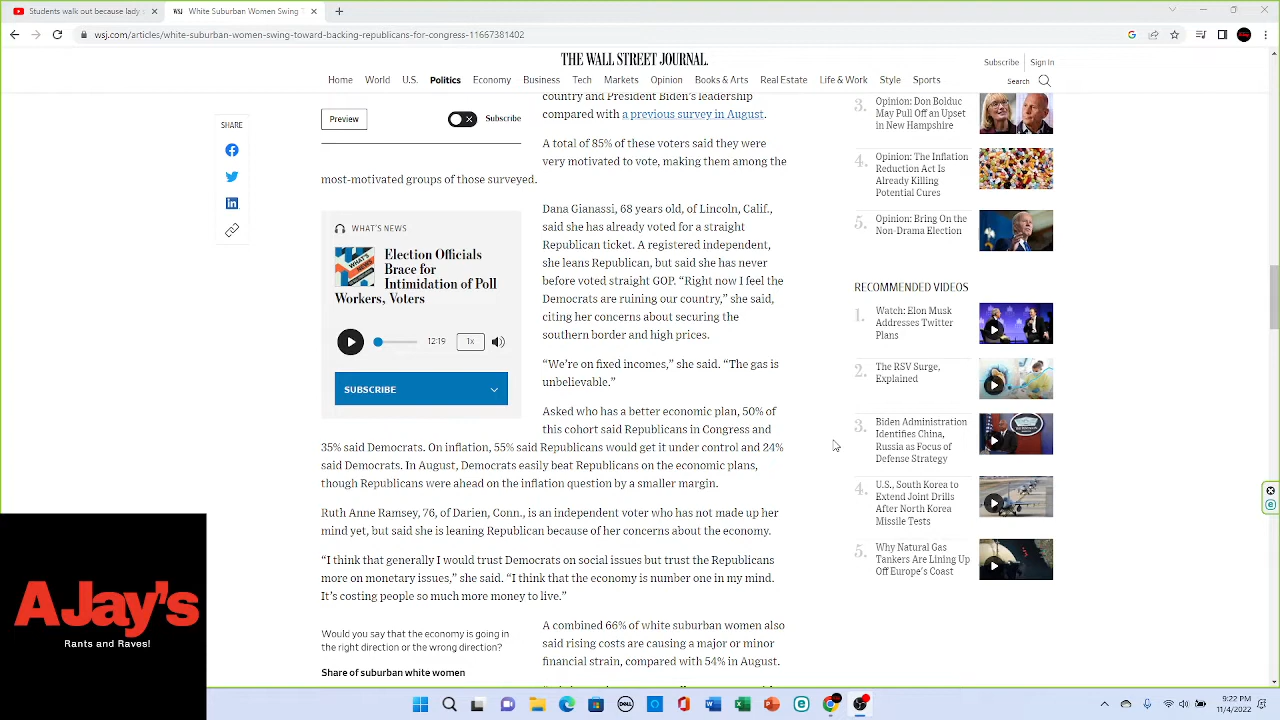 Students walk out because lady s
WSJ White Suburban Women Swing T
wsj.com/articles/white-suburban-women-swing-toward-backing-republicans-for-congress-11667381402
THE WALL STREET JOURNAL.
Subscribe
Sign In
Home World U.S. Politics Economy Business Tech Markets Opinion Books & Arts Real Estate Life & Work Style Sports
Search
SHARE
Preview
Subscribe
country and President Biden's leadership
compared with a previous survey in August.
A total of 85% of these voters said they were
very motivated to vote, making them among the
most-motivated groups of those surveyed.
WHAT'S NEWS
Election Officials
Brace for
Intimidation of Poll
Workers, Voters
12:19
1x
SUBSCRIBE
Dana Gianassi, 68 years old, of Lincoln, Calif.,
said she has already voted for a straight
Republican ticket. A registered independent,
she leans Republican, but said she has never
before voted straight GOP. “Right now I feel the
Democrats are ruining our country,” she said,
citing her concerns about securing the
southern border and high prices.
“We’re on fixed incomes,” she said. “The gas is
unbelievable.”
Asked who has a better economic plan, 50% of
this cohort said Republicans in Congress and
35% said Democrats. On inflation, 55% said Republicans would get it under control and 24%
said Democrats. In August, Democrats easily beat Republicans on the economic plans,
though Republicans were ahead on the inflation question by a smaller margin.
Ruth Anne Ramsey, 76, of Darien, Conn., is an independent voter who has not made up her
mind yet, but said she is leaning Republican because of her concerns about the economy.
“I think that generally I would trust Democrats on social issues but trust the Republicans
more on monetary issues,” she said. “I think that the economy is number one in my mind.
It’s costing people so much more money to live.”
Would you say that the economy is going in
the right direction or the wrong direction?
Share of suburban white women
A combined 66% of white suburban women also
said rising costs are causing a major or minor
financial strain, compared with 54% in August.
3.
Opinion: Don Bolduc
May Pull Off an Upset
in New Hampshire
4.
Opinion: The Inflation
Reduction Act Is
Already Killing
Potential Cures
5.
Opinion: Bring On the
Non-Drama Election
RECOMMENDED VIDEOS
1.
Watch: Elon Musk
Addresses Twitter
Plans
2.
The RSV Surge,
Explained
3.
Biden Administration
Identifies China,
Russia as Focus of
Defense Strategy
4.
U.S., South Korea to
Extend Joint Drills
After North Korea
Missile Tests
5.
Why Natural Gas
Tankers Are Lining Up
Off Europe's Coast
AJay's
Rants and Raves!
9:22 PM
11/4/2022